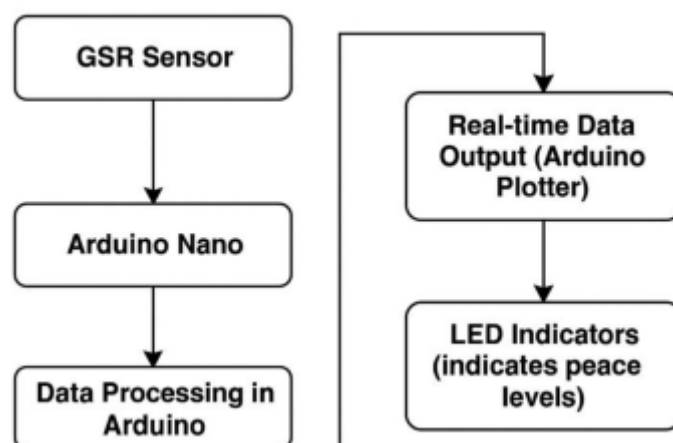 GSR Sensor
Arduino Nano
Data Processing in
Arduino
Real-time Data
Output (Arduino
Plotter)
LED Indicators
(indicates peace
levels)